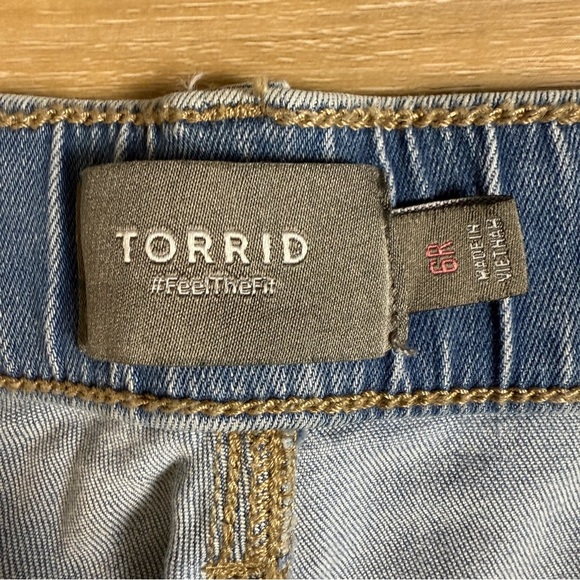 TORRID
#FeelTheFit
6R
MADE IN
VIETNAM